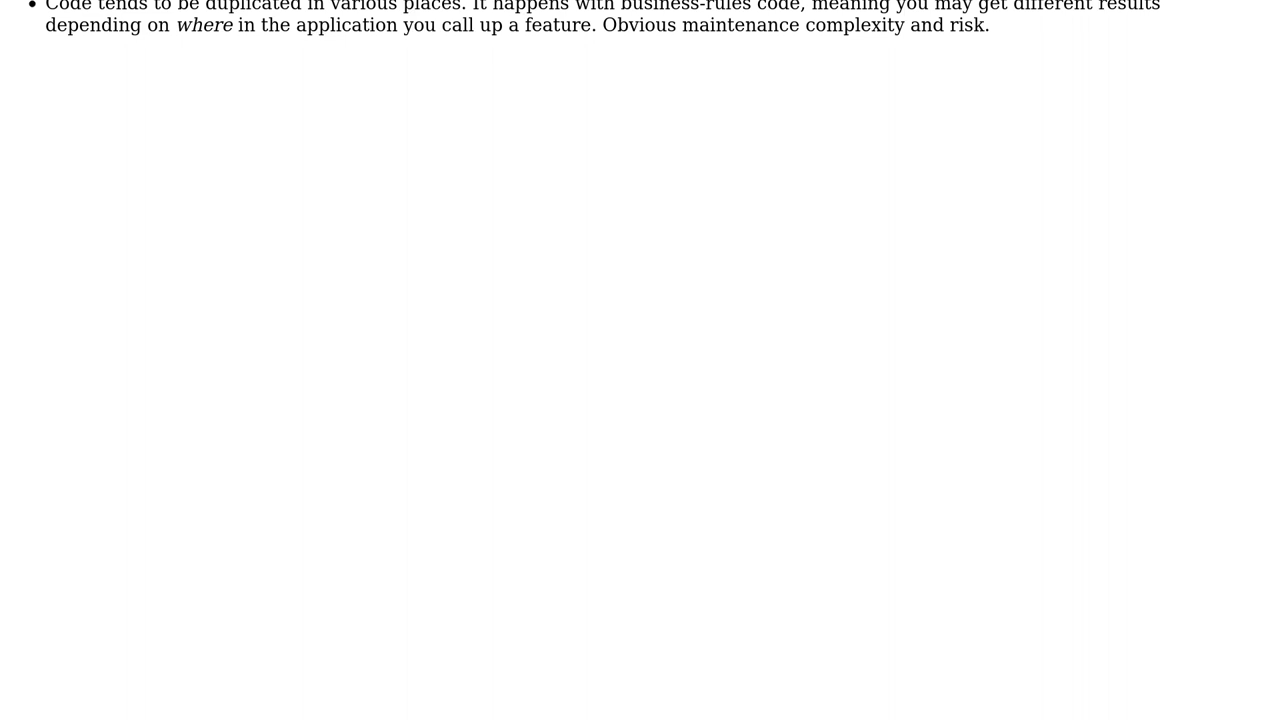 • Code tends to be duplicated in various places. It happens with business-rules code, meaning you may get different results
depending on where in the application you call up a feature. Obvious maintenance complexity and risk.